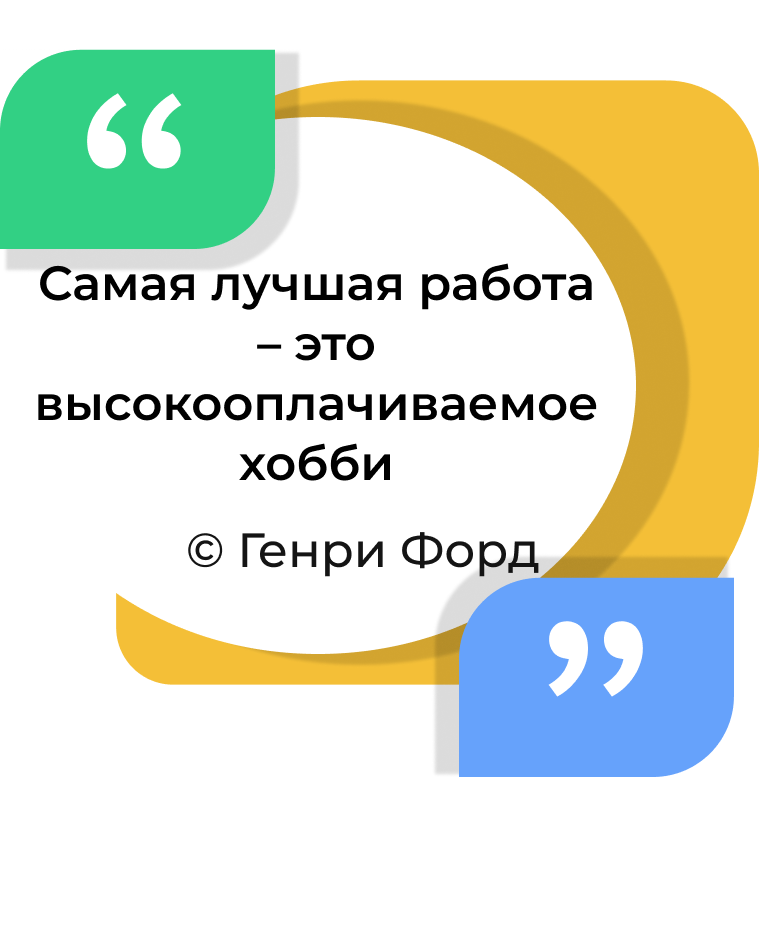 “
Самая лучшая работа
– это
высокооплачиваемое
хобби
© Генри Форд
”